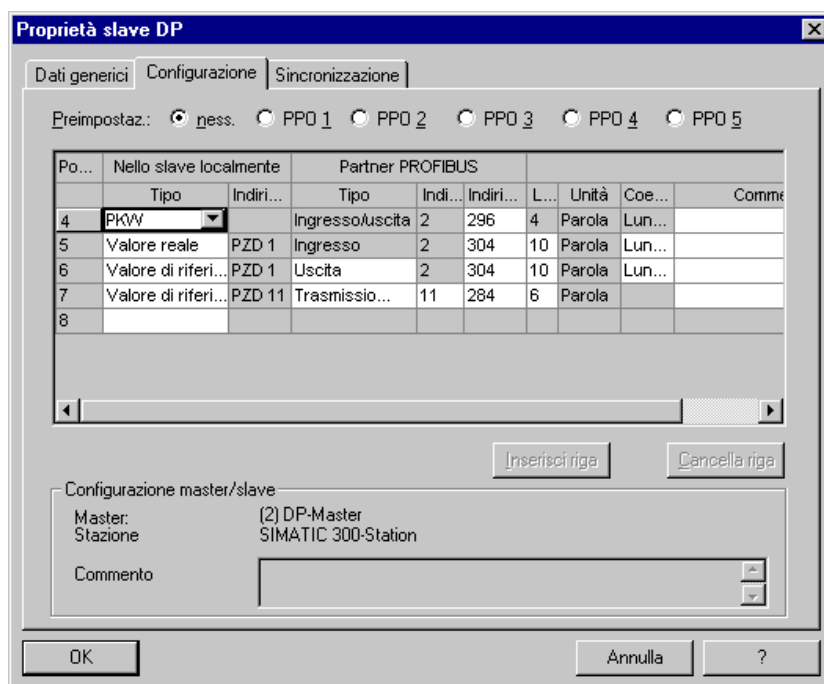 Proprietà slave DP
Dati generici Configurazione Sincronizzazione
Preimpostaz.: ness. PPO 1 PPO 2 PPO 3 PPO 4 PPO 5
Po... Nello slave localmente Partner PROFIBUS
Tipo Indiri... Tipo Indi... Indiri... L... Unità Coe... Comme
4 PKW Ingresso/uscita 2 296 4 Parola Lun...
5 Valore reale PZD 1 Ingresso 2 304 10 Parola Lun...
6 Valore di riferi... PZD 1 Uscita 2 304 10 Parola Lun...
7 Valore di riferi... PZD 11 Trasmissio... 11 284 6 Parola
8
Inserisci riga Cancella riga
Configurazione master/slave
Master: (2) DP-Master
Stazione SIMATIC 300-Station
Commento
OK Annulla ?